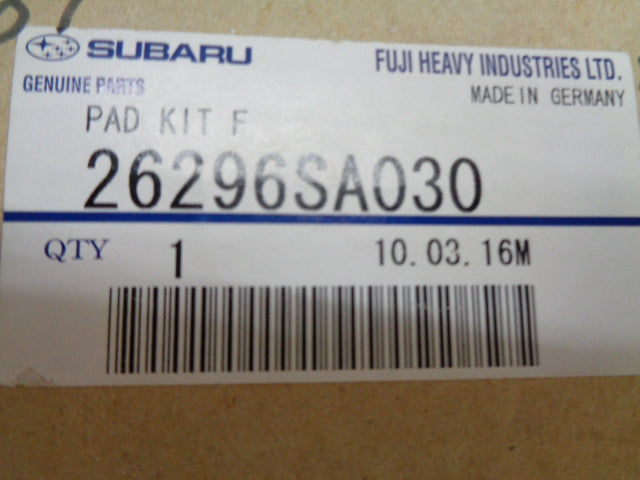 SUBARU
FUJI HEAVY INDUSTRIES LTD.
GENUINE PARTS
MADE IN GERMANY
PAD KIT F
26296SA030
QTY 1 10.03.16M